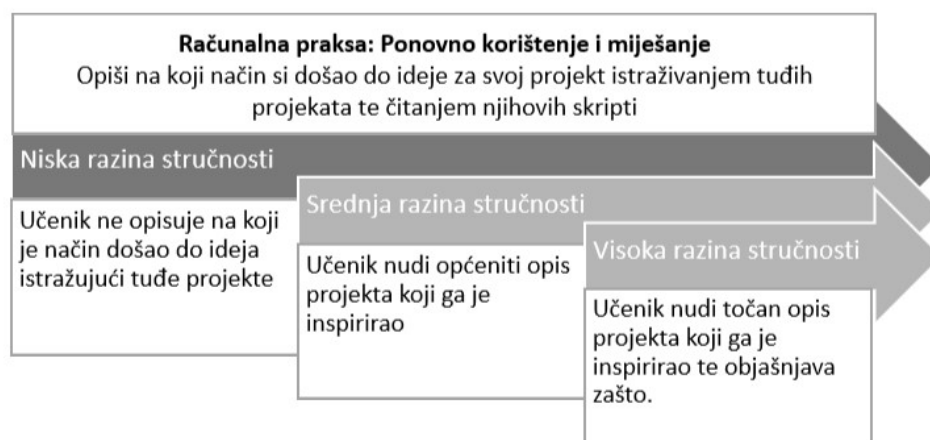 Računalna praksa: Ponovno korištenje i miješanje
Opiši na koji način si došao do ideje za svoj projekt istraživanjem tuđih
projekata te čitanjem njihovih skripti
Niska razina stručnosti
Učenik ne opisuje na koji
je način došao do ideja
istražujući tuđe projekte
Srednja razina stručnosti
Učenik nudi općeniti opis
projekta koji ga je
inspirirao
Visoka razina stručnosti
Učenik nudi točan opis
projekta koji ga je
inspirirao te objašnjava
zašto.